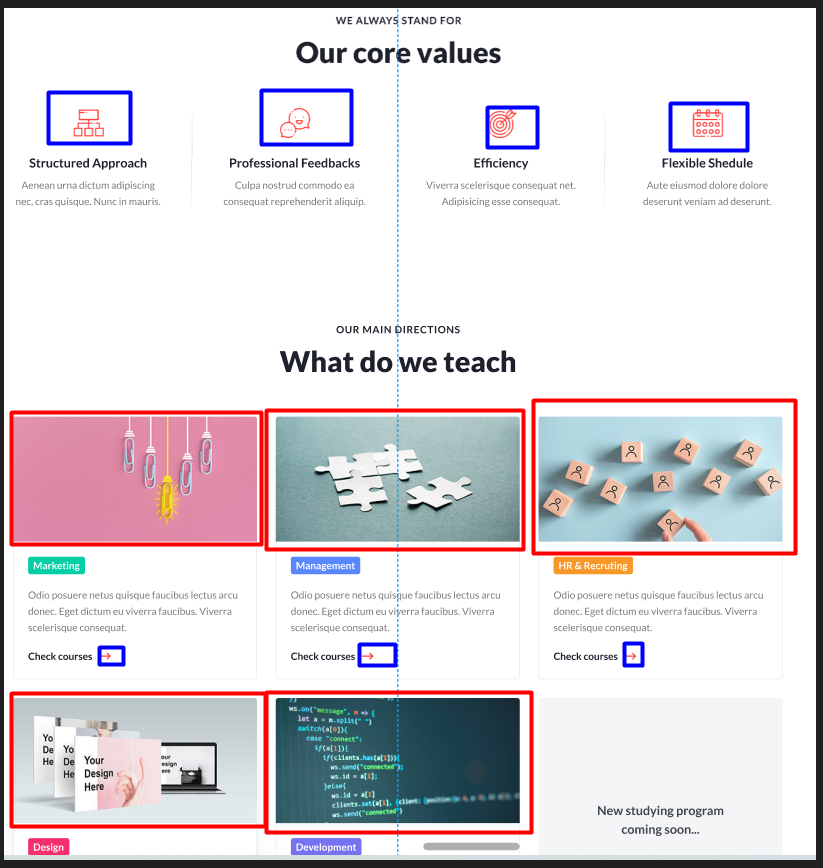 WE ALWAYS STAND FOR
Our core values
Structured Approach
Aenean urna dictum adipiscing
nec, cras quisque. Nunc in mauris.
Professional Feedbacks
Culpa nostrud commodo ea
consequat reprehenderit aliquip.
Efficiency
Viverra scelerisque consequat net.
Adipisicing esse consequat.
Flexible Shedule
Aute eiusmod dolore dolore
deserunt veniam ad deserunt.
OUR MAIN DIRECTIONS
What do we teach
Marketing
Odio posuere netus quisque faucibus lectus arcu
donec. Eget dictum eu viverra faucibus. Viverra
scelerisque consequat.
Check courses →
Management
Odio posuere netus quisque faucibus lectus arcu
donec. Eget dictum eu viverra faucibus. Viverra
scelerisque consequat.
Check courses →
HR & Recruting
Odio posuere netus quisque faucibus lectus arcu
donec. Eget dictum eu viverra faucibus. Viverra
scelerisque consequat.
Check courses →
Yo
De
He
Yo
De
He
Your
Design
Here
our
sign
ere
Design
ws.on("message", m => {
let a = m.split(" ")
switch(a[0]){
case "connect":
if(a[1]){
if(clients.has(a[1])){
ws.send("connected");
ws.id = a[1];
}else{
ws.id = a[1]
clients.set(a[1], {client:
ws.send("connected")
Development
New studying program
coming soon...